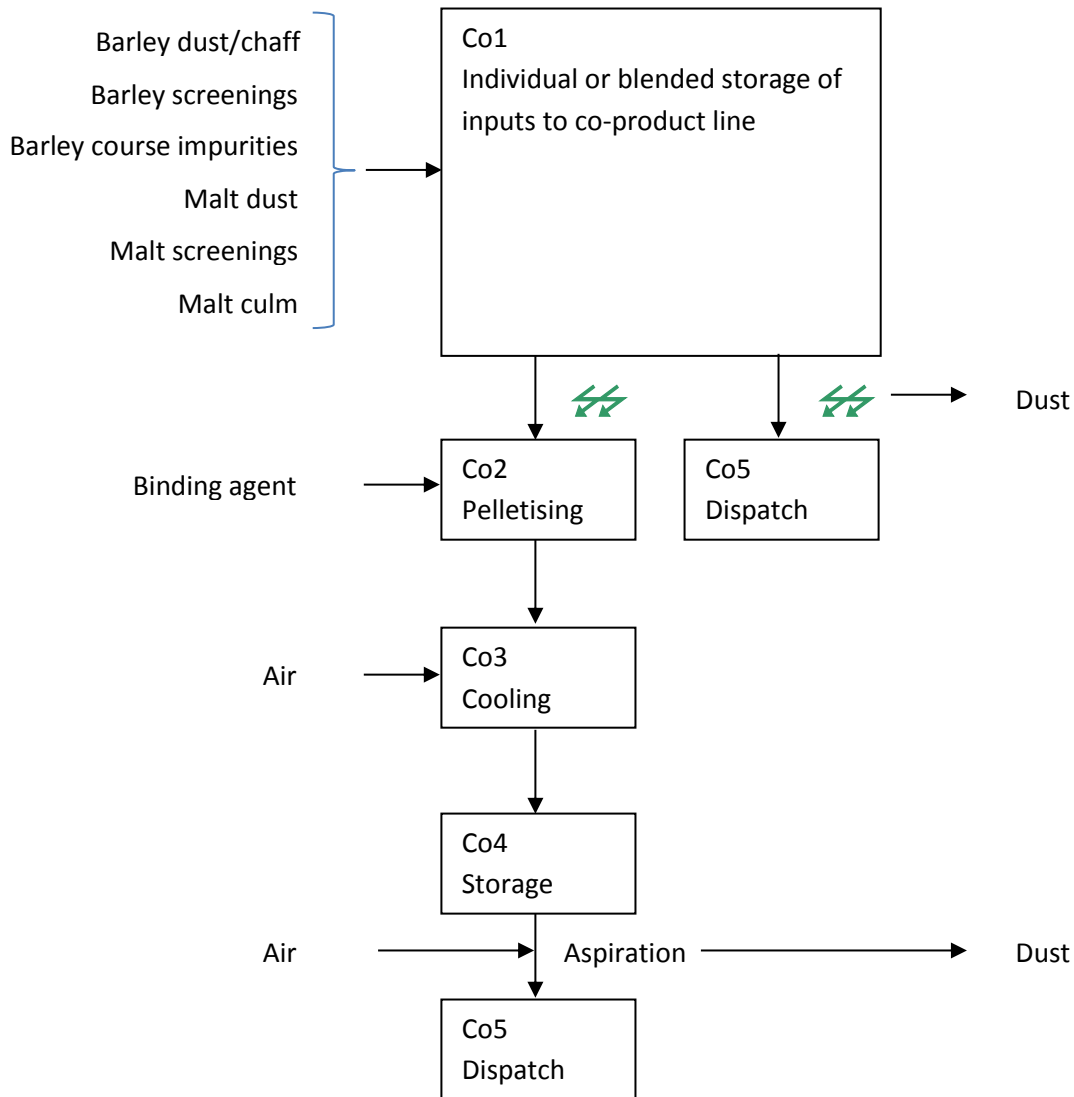 Barley dust/chaff
Barley screenings
Barley course impurities
Malt dust
Malt screenings
Malt culm
Co1
Individual or blended storage of
inputs to co-product line
Dust
Binding agent
Co2
Pelletising
Co5
Dispatch
Air
Co3
Cooling
Co4
Storage
Air
Aspiration
Dust
Co5
Dispatch